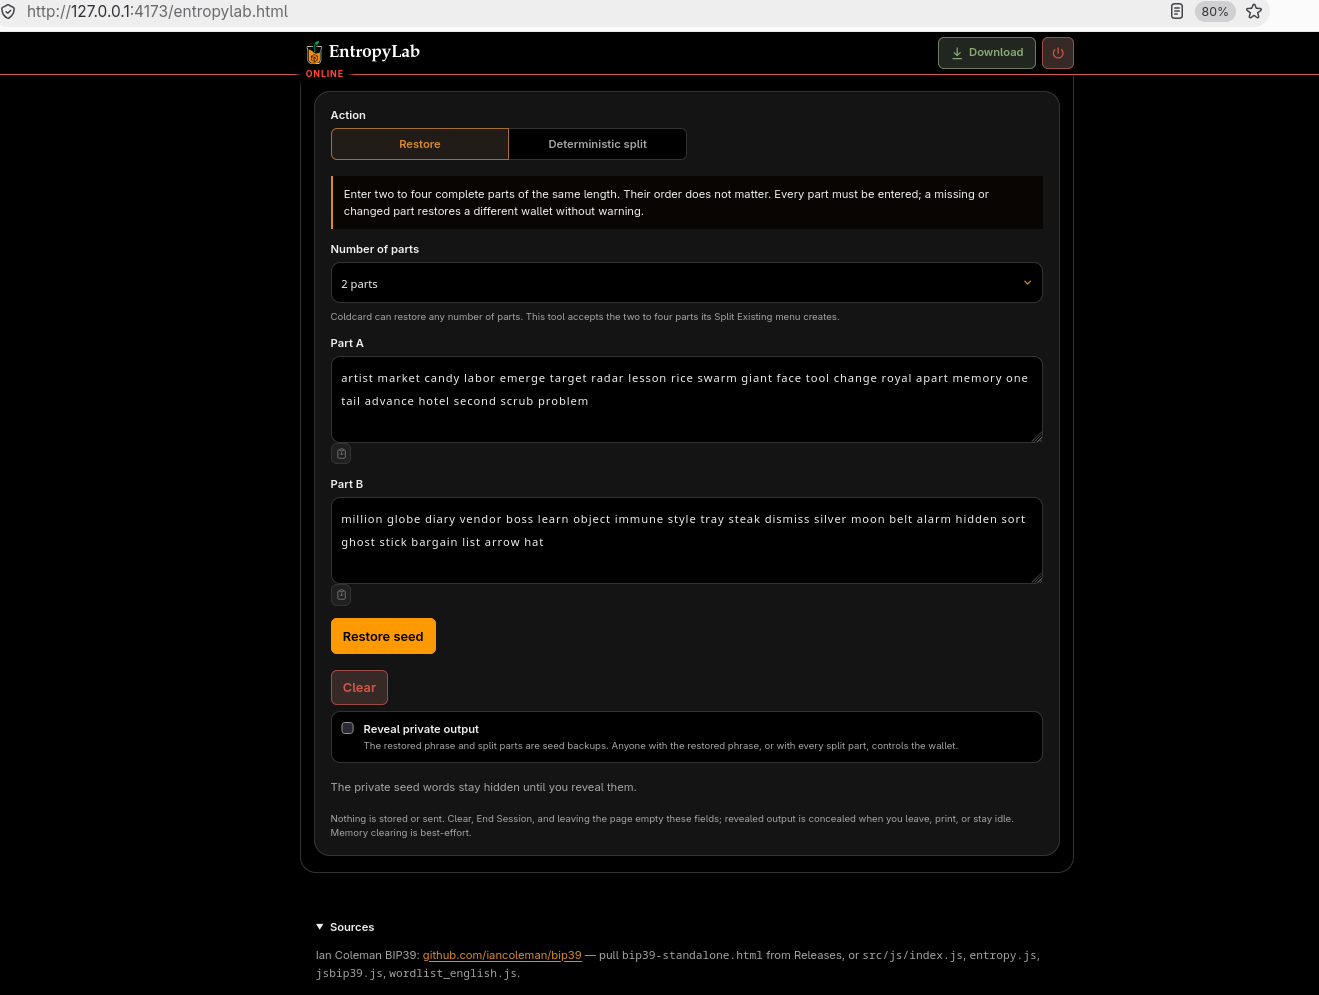 http://127.0.0.1:4173/entropylab.html
80%
EntropyLab
Download
ONLINE
Action
Restore
Deterministic split
Enter two to four complete parts of the same length. Their order does not matter. Every part must be entered; a missing or
changed part restores a different wallet without warning.
Number of parts
2 parts
Coldcard can restore any number of parts. This tool accepts the two to four parts its Split Existing menu creates.
Part A
artist market candy labor emerge target radar lesson rice swarm giant face tool change royal apart memory one
tail advance hotel second scrub problem
Part B
million globe diary vendor boss learn object immune style tray steak dismiss silver moon belt alarm hidden sort
ghost stick bargain list arrow hat
Restore seed
Clear
Reveal private output
The restored phrase and split parts are seed backups. Anyone with the restored phrase, or with every split part, controls the wallet.
The private seed words stay hidden until you reveal them.
Nothing is stored or sent. Clear, End Session, and leaving the page empty these fields; revealed output is concealed when you leave, print, or stay idle.
Memory clearing is best-effort.
▼ Sources
Ian Coleman BIP39: github.com/iancoleman/bip39 — pull bip39-standalone.html from Releases, or src/js/index.js, entropy.js,
jsbip39.js, wordlist_english.js.